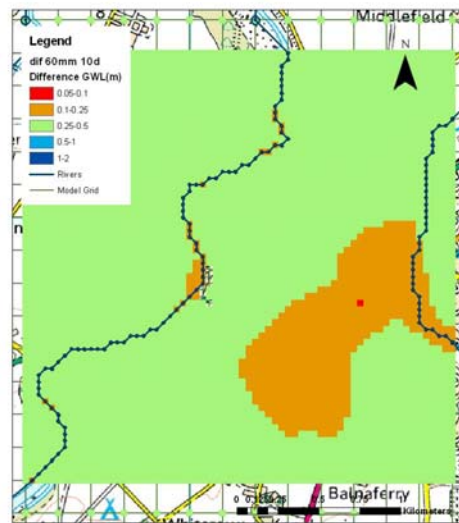 Middlefield
Legend
dif 60mm 10d
Difference GWL(m)
0.05-0.1
0.1-0.25
0.25-0.5
0.5-1
1-2
Rivers
Model Grid
N
Balnaferry
Kilometers